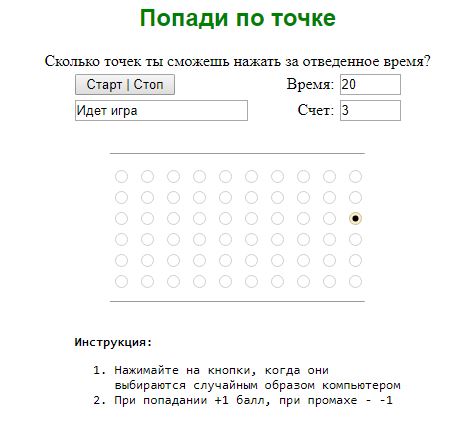 Попади по точке
Сколько точек ты сможешь нажать за отведенное время?
Старт | Стоп Время: 20
Идет игра Счет: 3
Инструкция:
1. Нажимайте на кнопки, когда они
выбираются случайным образом компьютером
2. При попадании +1 балл, при промахе - -1